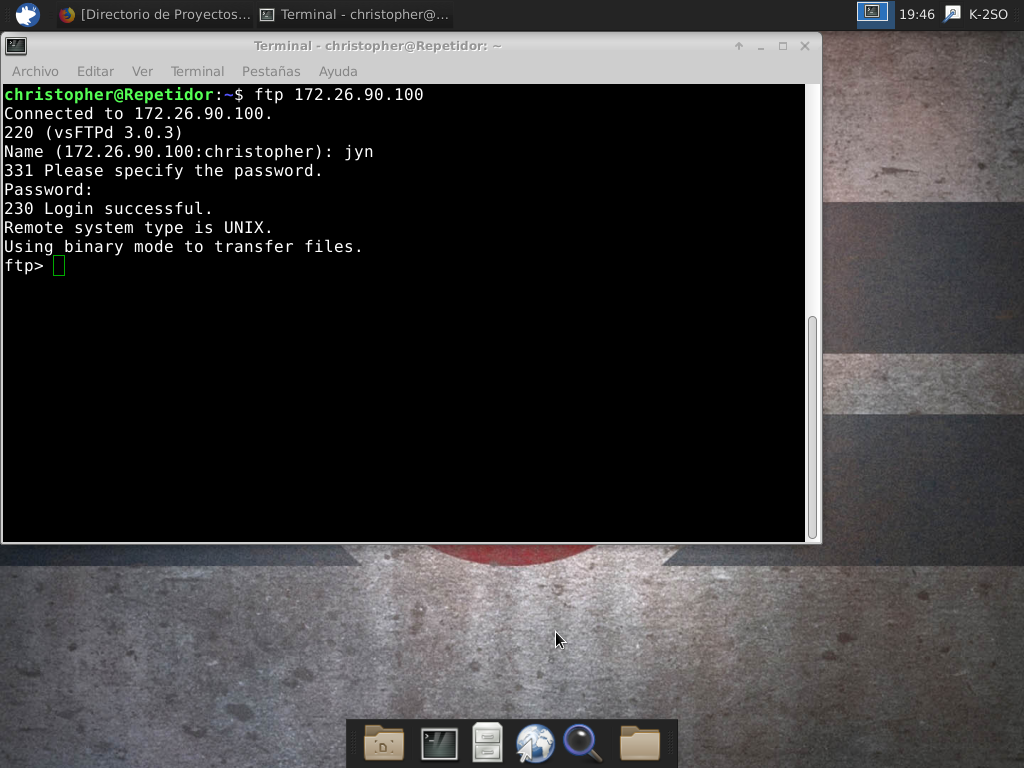 [Directorio de Proyectos... Terminal - christopher@... 19:46 K-2SO
Terminal - christopher@Repetidor: ~
Archivo Editar Ver Terminal Pestañas Ayuda
christopher@Repetidor:~$ ftp 172.26.90.100
Connected to 172.26.90.100.
220 (vsFTPd 3.0.3)
Name (172.26.90.100:christopher): jyn
331 Please specify the password.
Password:
230 Login successful.
Remote system type is UNIX.
Using binary mode to transfer files.
ftp>
D